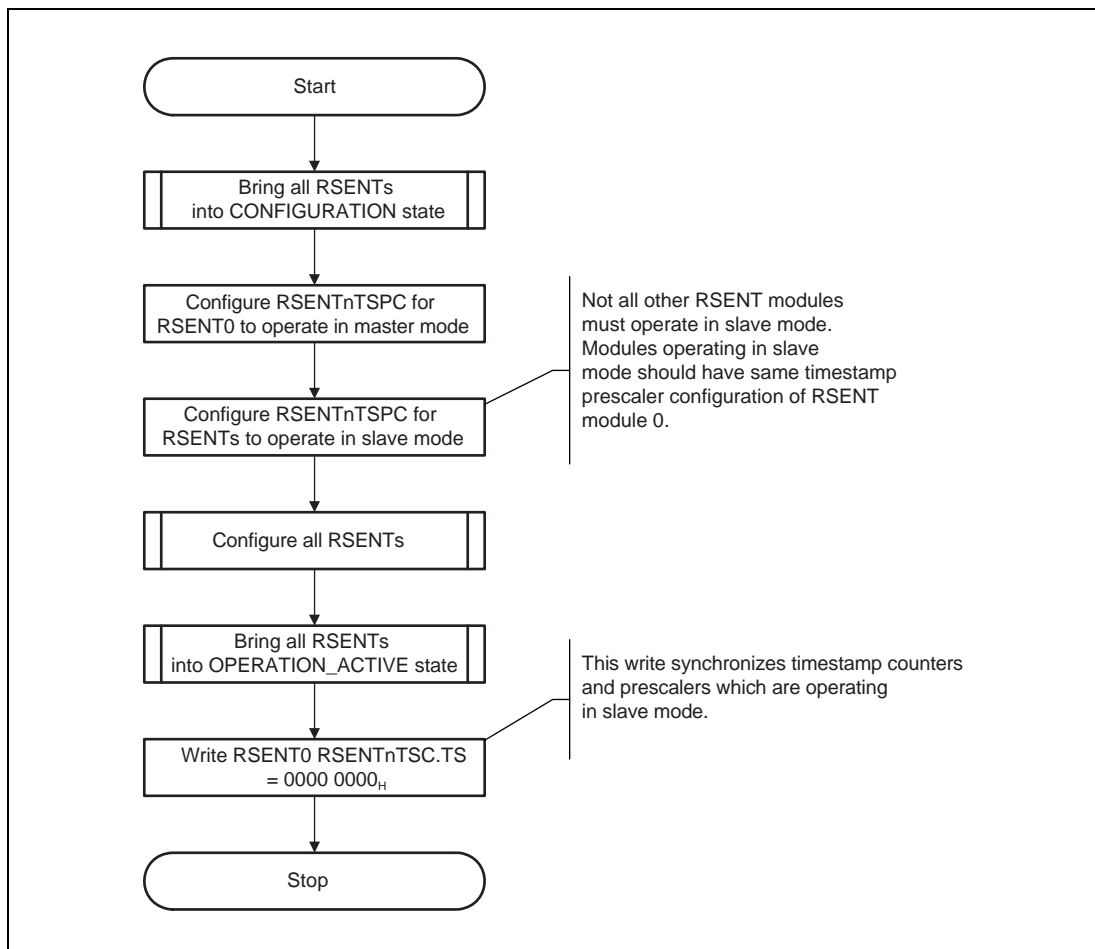 Start
Bring all RSENTs
into CONFIGURATION state
Configure RSENTnTSPC for
RSENT0 to operate in master mode
Not all other RSENT modules
must operate in slave mode.
Modules operating in slave
mode should have same timestamp
prescaler configuration of RSENT
module 0.
Configure RSENTnTSPC for
RSENTs to operate in slave mode
Configure all RSENTs
Bring all RSENTs
into OPERATION_ACTIVE state
This write synchronizes timestamp counters
and prescalers which are operating
in slave mode.
Write RSENT0 RSENTnTSC.TS
= 0000 0000H
Stop